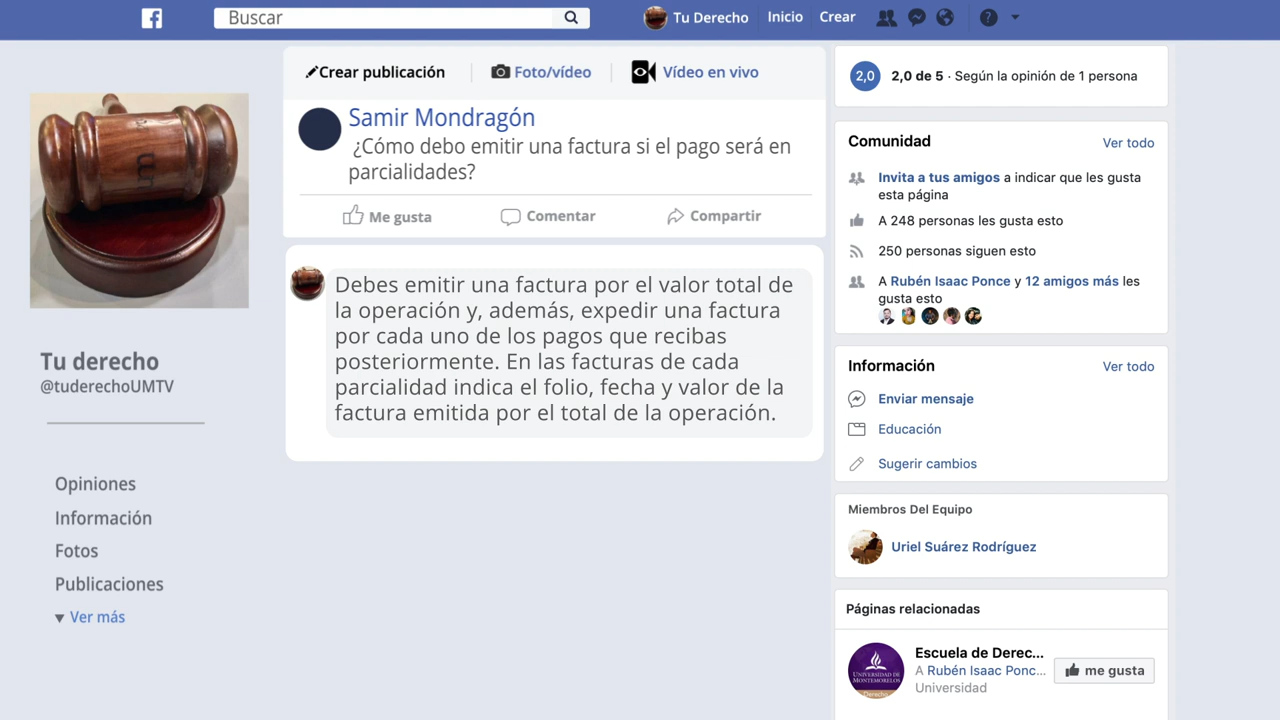 Buscar
Tu Derecho
Inicio
Crear
Crear publicación
Foto/vídeo
Vídeo en vivo
Samir Mondragón
¿Cómo debo emitir una factura si el pago será en
parcialidades?
Me gusta
Comentar
Compartir
Debes emitir una factura por el valor total de
la operación y, además, expedir una factura
por cada uno de los pagos que recibas
posteriormente. En las facturas de cada
parcialidad indica el folio, fecha y valor de la
factura emitida por el total de la operación.
Tu derecho
@tuderechoUMTV
Opiniones
Información
Fotos
Publicaciones
Ver más
2,0
2,0 de 5 · Según la opinión de 1 persona
Comunidad
Ver todo
Invita a tus amigos a indicar que les gusta
esta página
A 248 personas les gusta esto
250 personas siguen esto
A Rubén Isaac Ponce y 12 amigos más les
gusta esto
Información
Ver todo
Enviar mensaje
Educación
Sugerir cambios
Miembros Del Equipo
Uriel Suárez Rodríguez
Páginas relacionadas
UNIVERSIDAD DE
MONTEMORELOS
Derecho
Escuela de Derec...
A Rubén Isaac Ponc...
Universidad
me gusta